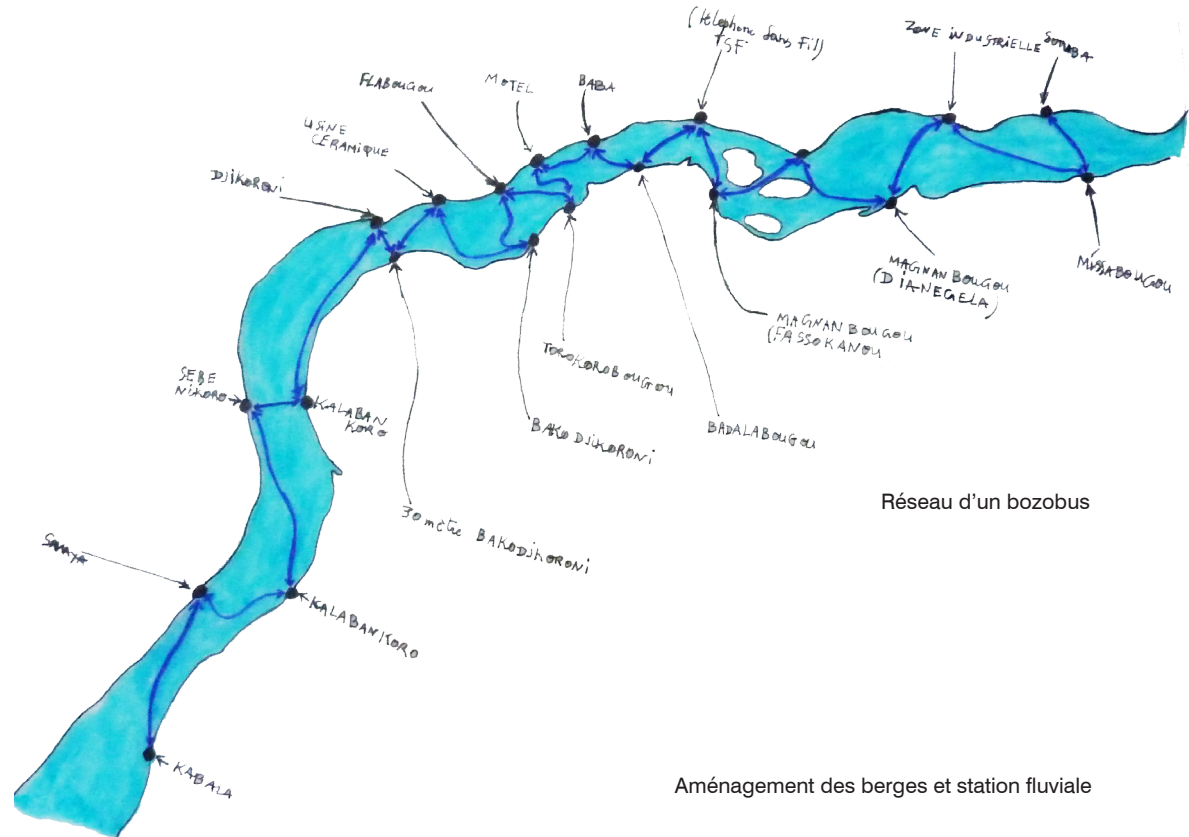 (téléphone Sans Fil)
TSF
ZONE INDUSTRIELLE
SOTUBA
BABA
MOTEL
FLABOUGOU
USINE
CERAMIQUE
DJIKORONI
MAGNAN BOUGOU
(DIANEGELA)
MISSABOUGOU
MAGNAN BOUGOU
(FASSOKANOU
TOROKOROBOUGOU
BADALABOUGOU
BAKO DJIKORONI
SEBE
NIKORO
KALABAN
KORO
30 mètre BAKODJIKORONI
Réseau d’un bozobus
KALABANKORO
KABALA
Aménagement des berges et station fluviale